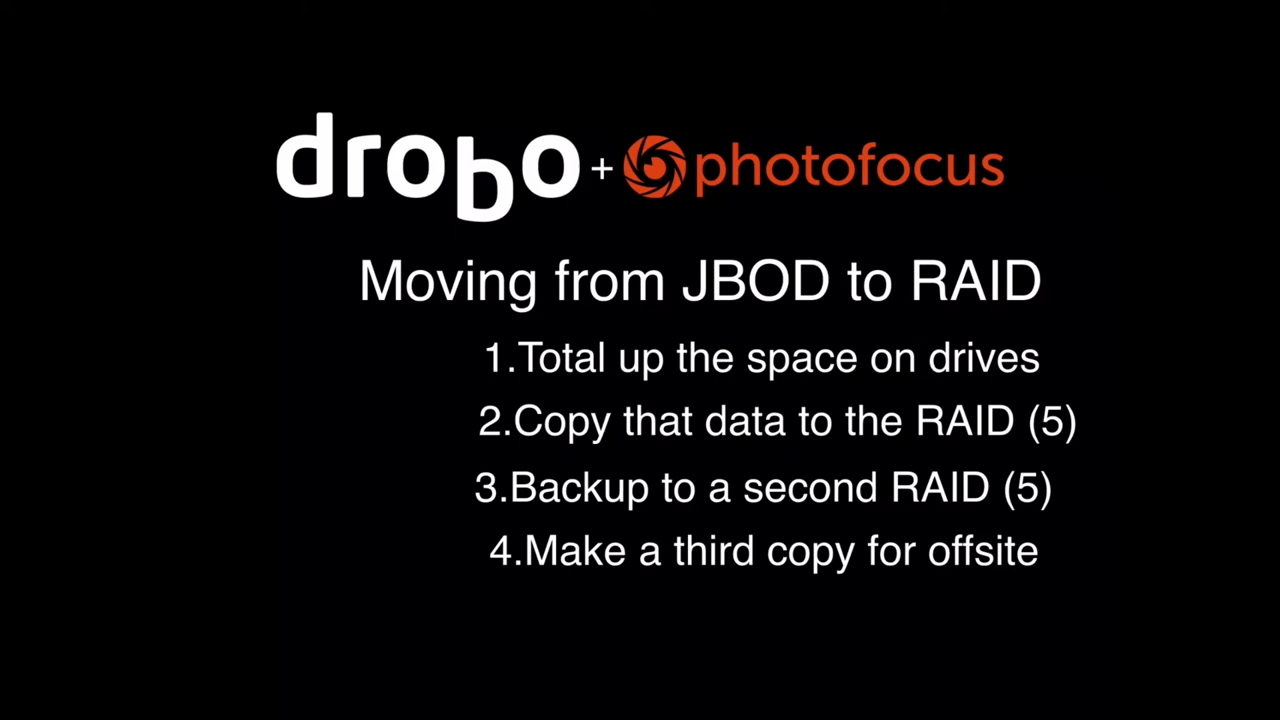 drobo + photofocus
Moving from JBOD to RAID
1.Total up the space on drives
2.Copy that data to the RAID (5)
3.Backup to a second RAID (5)
4.Make a third copy for offsite